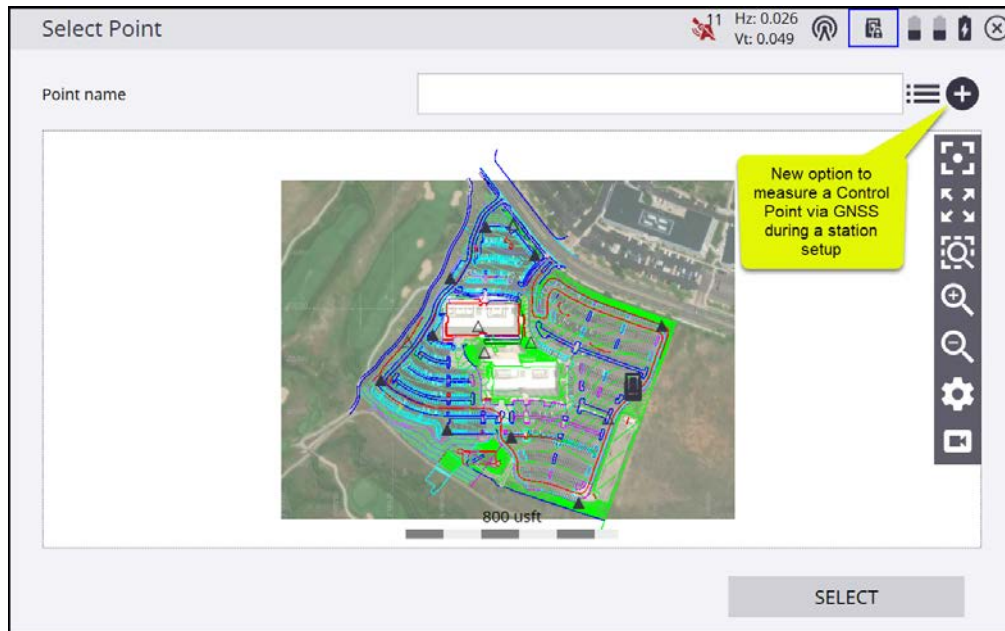 Select Point
11
Hz: 0.026
Vt: 0.049
Point name
New option to
measure a Control
Point via GNSS
during a station
setup
800 usft
SELECT